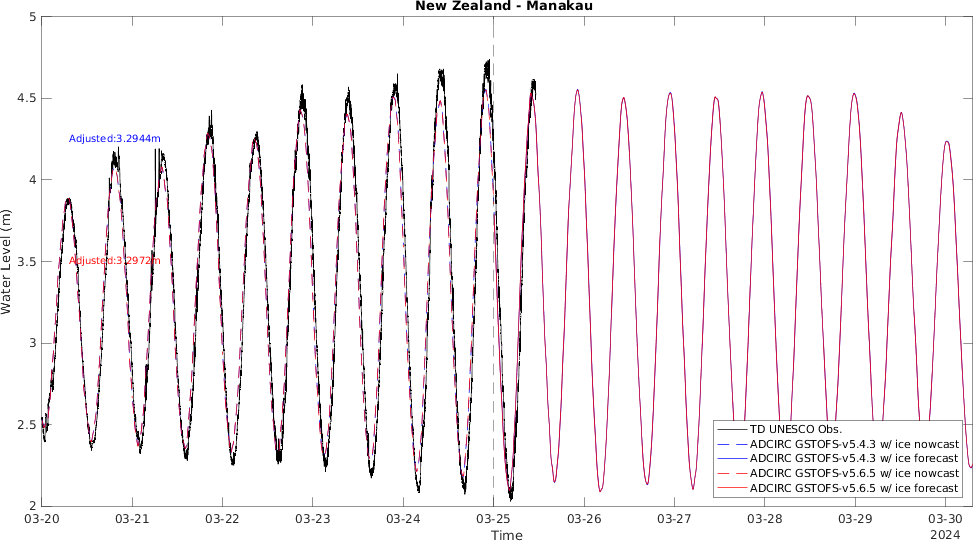 New Zealand - Manakau
5
4.5
4
3.5
3
2.5
2
Water Level (m)
Adjusted:3.2944m
Adjusted:3.2972m
TD UNESCO Obs.
ADCIRC GSTOFS-v5.4.3 w/ ice nowcast
ADCIRC GSTOFS-v5.4.3 w/ ice forecast
ADCIRC GSTOFS-v5.6.5 w/ ice nowcast
ADCIRC GSTOFS-v5.6.5 w/ ice forecast
03-20 03-21 03-22 03-23 03-24 03-25 03-26 03-27 03-28 03-29 03-30
2024
Time